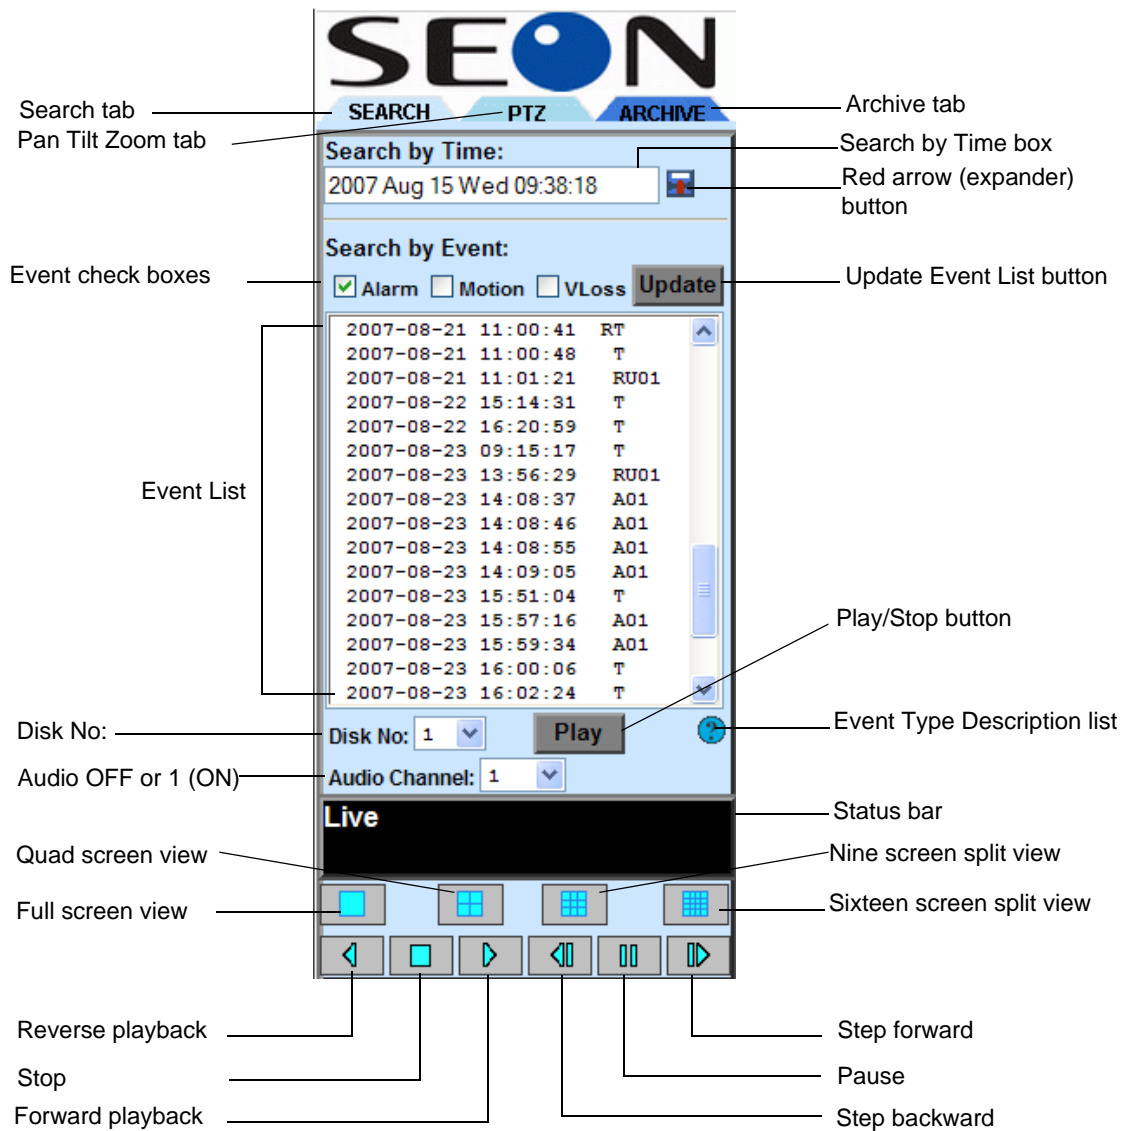 SEON
Search tab
SEARCH
PTZ
ARCHIVE
Archive tab
Pan Tilt Zoom tab
Search by Time:
Search by Time box
2007 Aug 15 Wed 09:38:18
Red arrow (expander)
button
Search by Event:
Event check boxes
Alarm
Motion
VLoss
Update
Update Event List button
2007-08-21 11:00:41 RT
2007-08-21 11:00:48 T
2007-08-21 11:01:21 RU01
2007-08-22 15:14:31 T
2007-08-22 16:20:59 T
2007-08-23 09:15:17 T
2007-08-23 13:56:29 RU01
Event List
2007-08-23 14:08:37 A01
2007-08-23 14:08:46 A01
2007-08-23 14:08:55 A01
2007-08-23 14:09:05 A01
2007-08-23 15:51:04 T
2007-08-23 15:57:16 A01
Play/Stop button
2007-08-23 15:59:34 A01
2007-08-23 16:00:06 T
2007-08-23 16:02:24 T
Disk No:
Disk No: 1
Play
?
Event Type Description list
Audio OFF or 1 (ON)
Audio Channel: 1
Live
Status bar
Quad screen view
Nine screen split view
Full screen view
Sixteen screen split view
Reverse playback
Step forward
Stop
Pause
Forward playback
Step backward